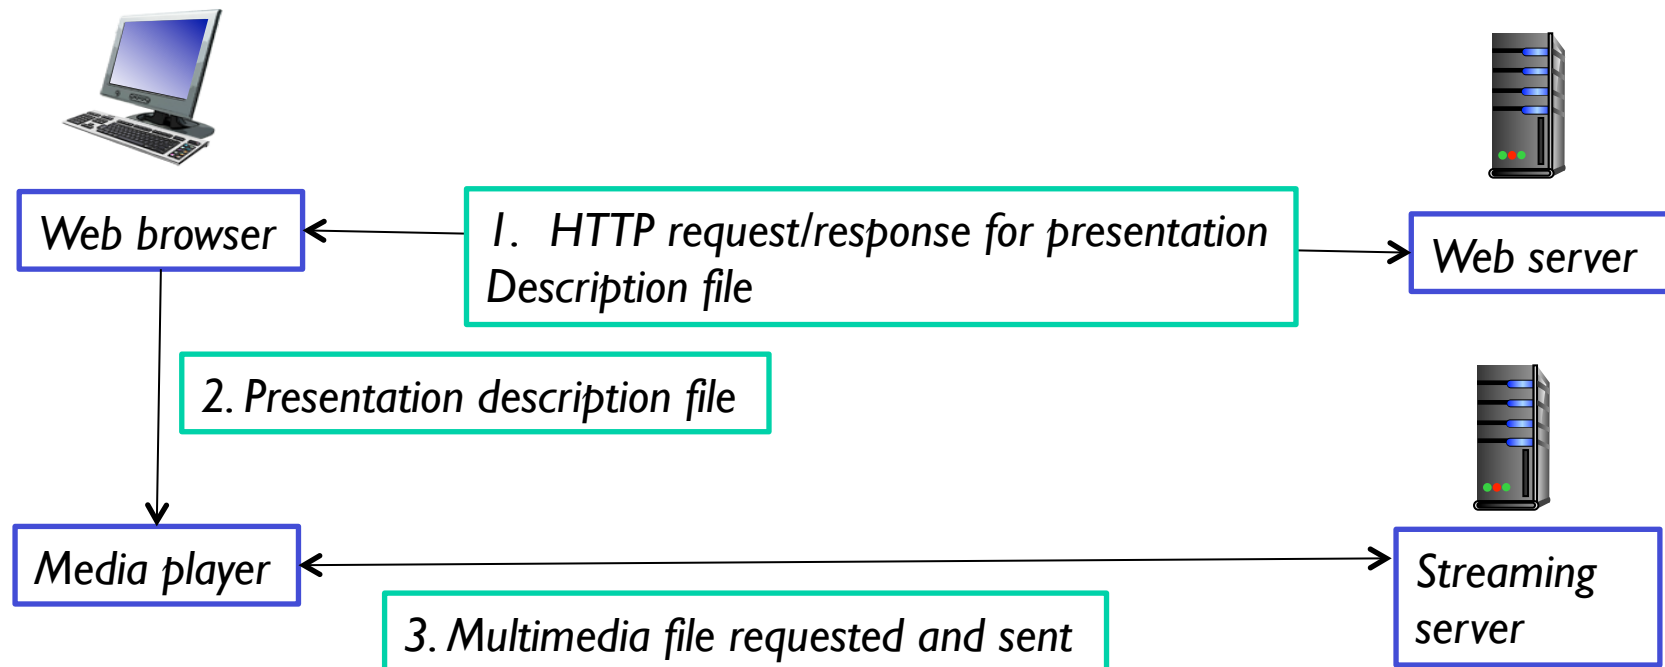 1. HTTP request/response for presentation
Description file
Web browser
Web server
2. Presentation description file
Media player
Streaming
server
3. Multimedia file requested and sent